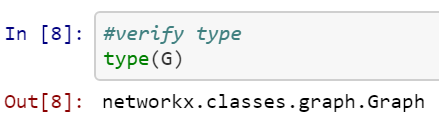 In [8]: #verify type
type(G)
Out[8]: networkx.classes.graph.Graph